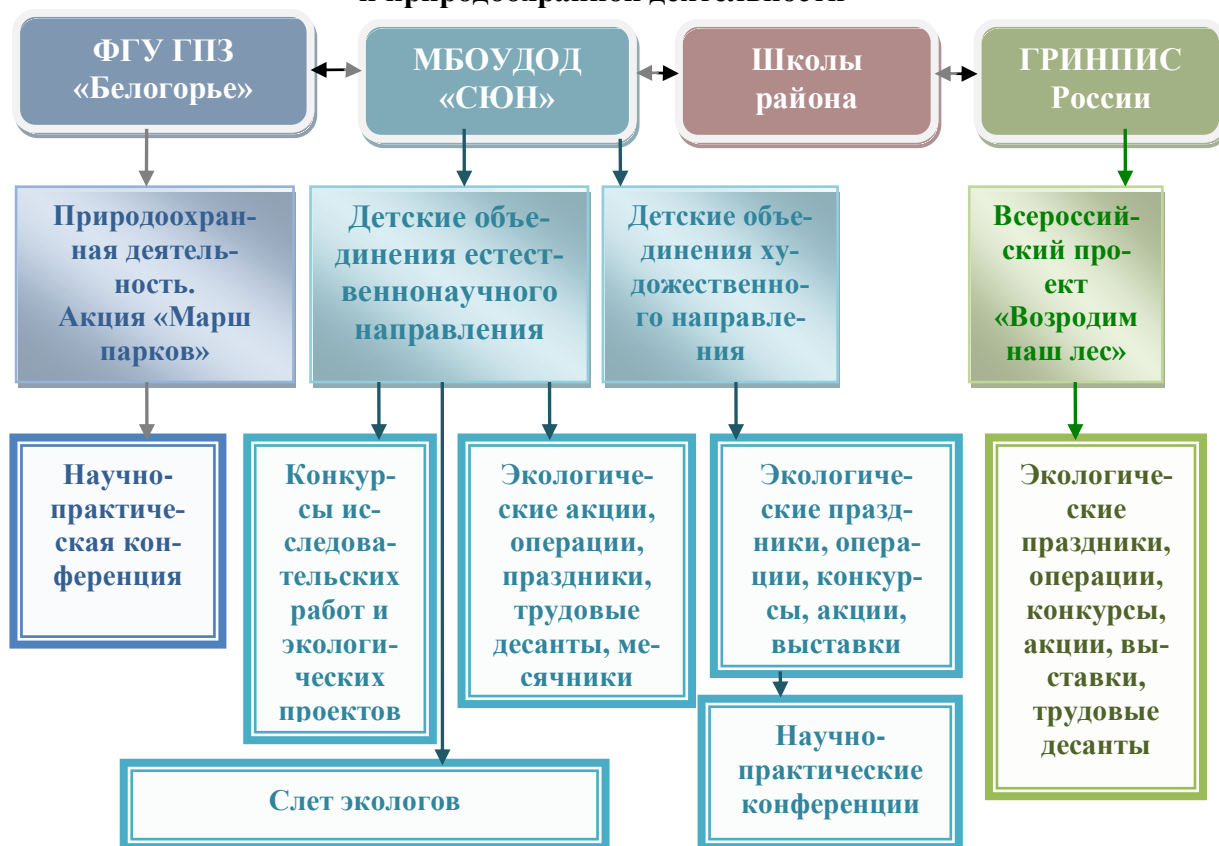 и природоохранной деятельности
ФГУ ГПЗ
«Белогорье»
МБОУДОД
«СЮН»
Школы
района
ГРИНПИС
России
Природоохран-
ная деятель-
ность.
Акция «Марш
парков»
Детские объе-
динения естест-
веннонаучного
направления
Детские объе-
динения ху-
дожественно-
го направле-
ния
Всероссий-
ский про-
ект
«Возродим
наш лес»
Научно-
практиче-
ская кон-
ференция
Конкур-
сы ис-
следова-
тельских
работ и
экологи-
ческих
проектов
Экологиче-
ские акции,
операции,
праздники,
трудовые
десанты, ме-
сячники
Экологиче-
ские празд-
ники, опера-
ции, конкур-
сы, акции,
выставки
Экологиче-
ские
праздники,
операции,
конкурсы,
акции, вы-
ставки,
трудовые
десанты
Научно-
практические
конференции
Слет экологов